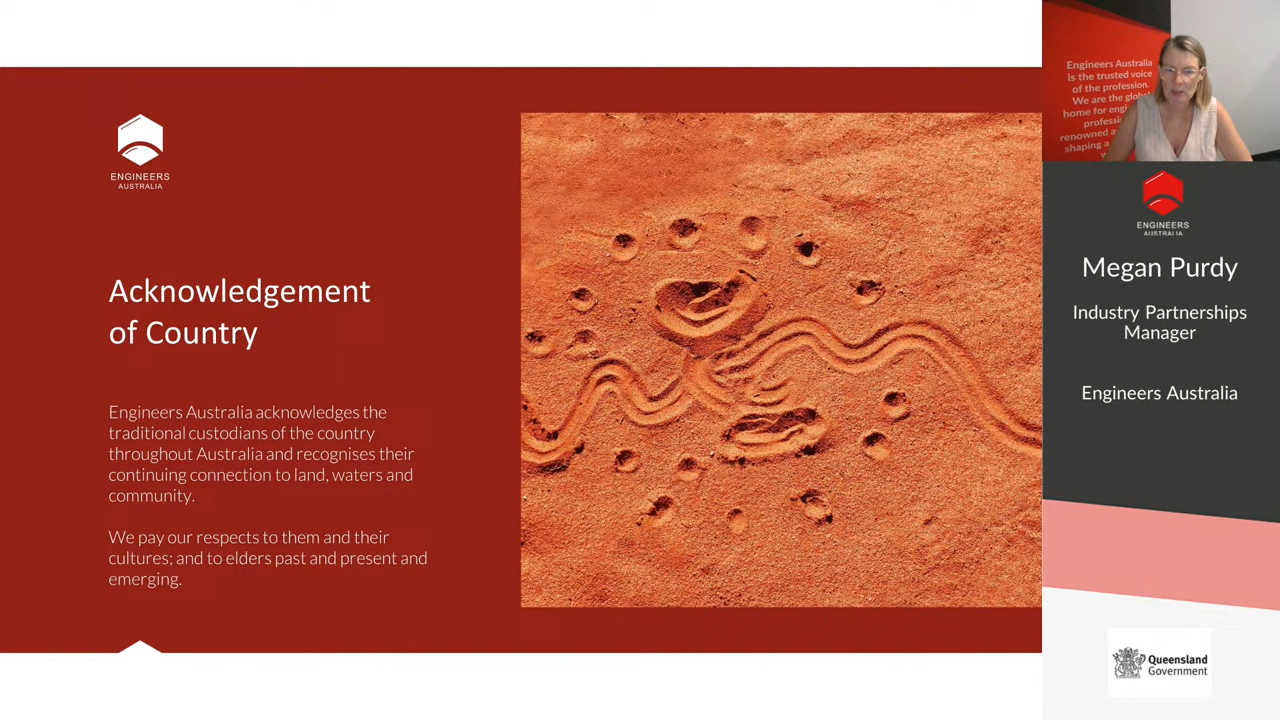 ENGINEERS
AUSTRALIA
Acknowledgement
of Country
Engineers Australia acknowledges the
traditional custodians of the country
throughout Australia and recognises their
continuing connection to land, waters and
community.
We pay our respects to them and their
cultures; and to elders past and present and
emerging.
Engineers Australia
is the trusted voice
of the profession.
We are the global
home for
renowned
shaping a
ENGINEERS
AUSTRALIA
Megan Purdy
Industry Partnerships
Manager
Engineers Australia
Queensland
Government